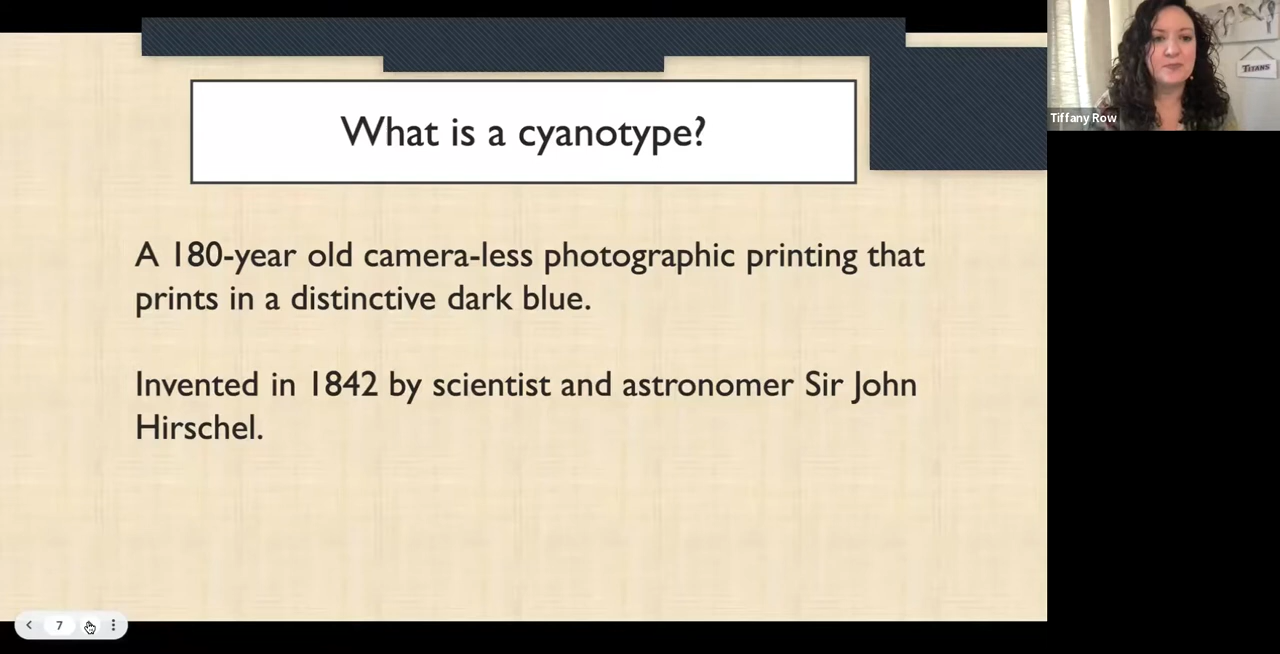 What is a cyanotype?
A 180-year old camera-less photographic printing that
prints in a distinctive dark blue.
Invented in 1842 by scientist and astronomer Sir John
Hirschel.
TITANS
Tiffany Row
7